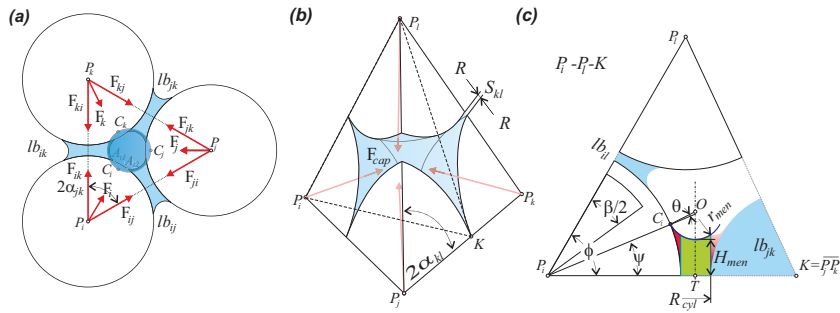 (a)
P_k
lb_jk
F_kj
F_ki
F_k
C_k
F_jk
lb_ik
C_j
F_j
P
C_i
F_ik
2α_jk
F_i
F_ji
F_ij
P_i
lb_ij
(b)
P_l
R
S_kl
R
F_cap
P_i
P_k
K
2α_kl
P_j
(c)
P_l
P_i -P_l-K
lb_il
β/2
C_i
θ
O
r_men
ϕ
ψ
H_men
lb_jk
P_i
T
K=P_jP_k
R_cyl